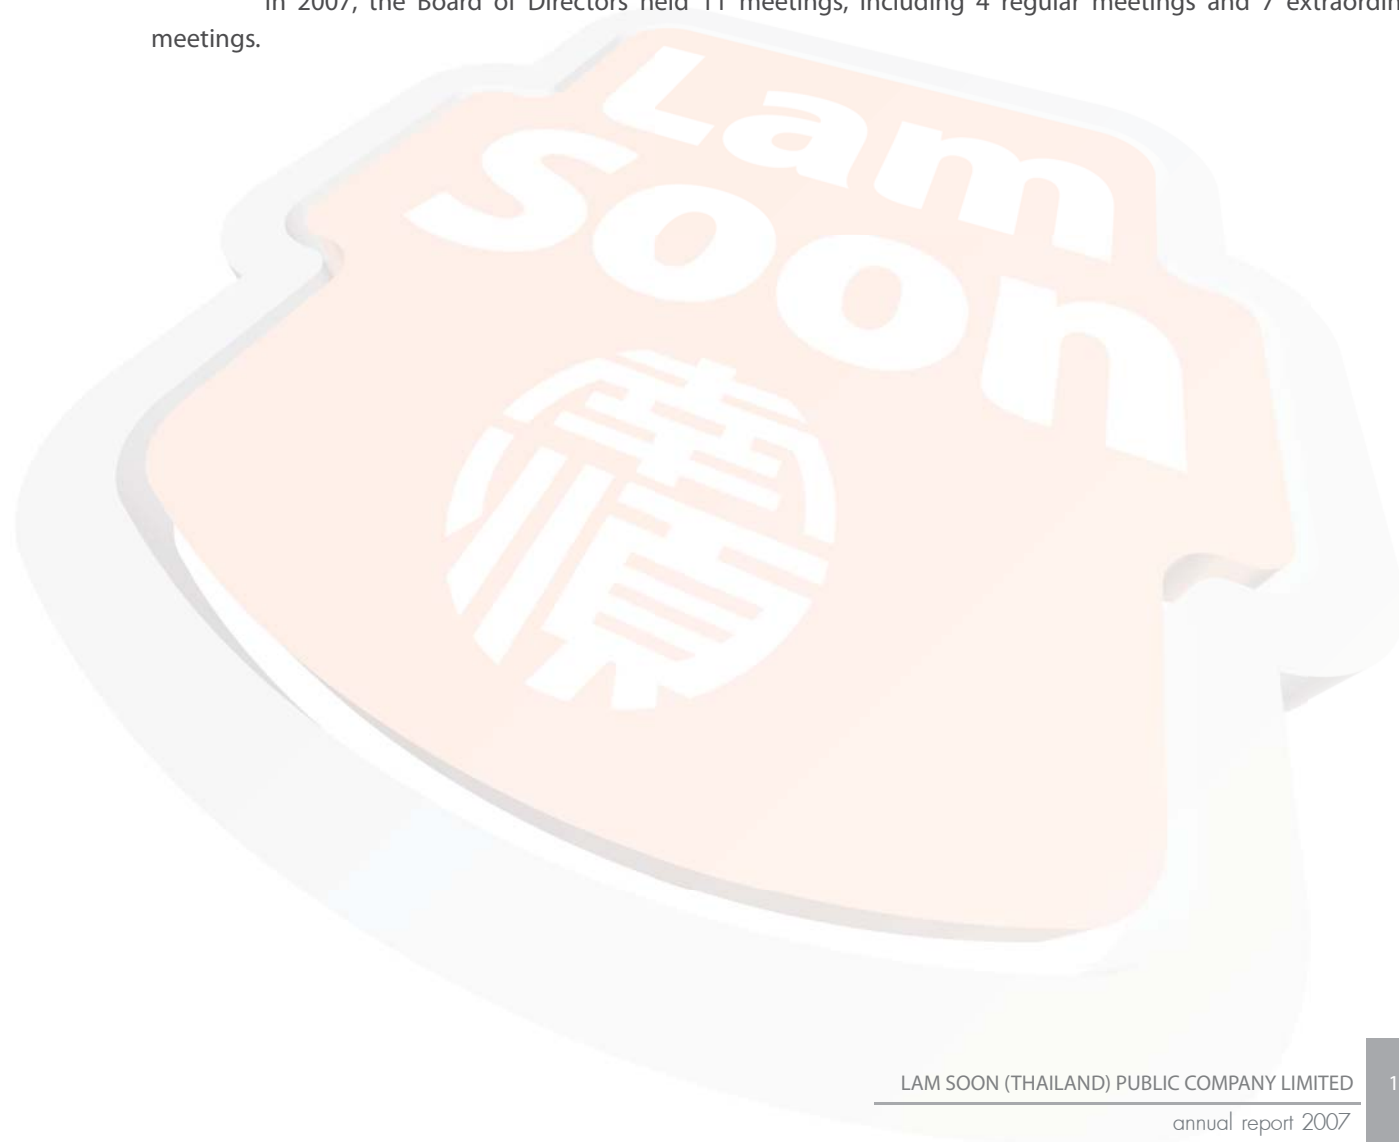 In 2007, the Board of Directors held 11 meetings, including 4 regular meetings and 7
meetings.
Lam
Soon
LAM SOON (THAILAND) PUBLIC COMPANY LIMITED
annual report 2007